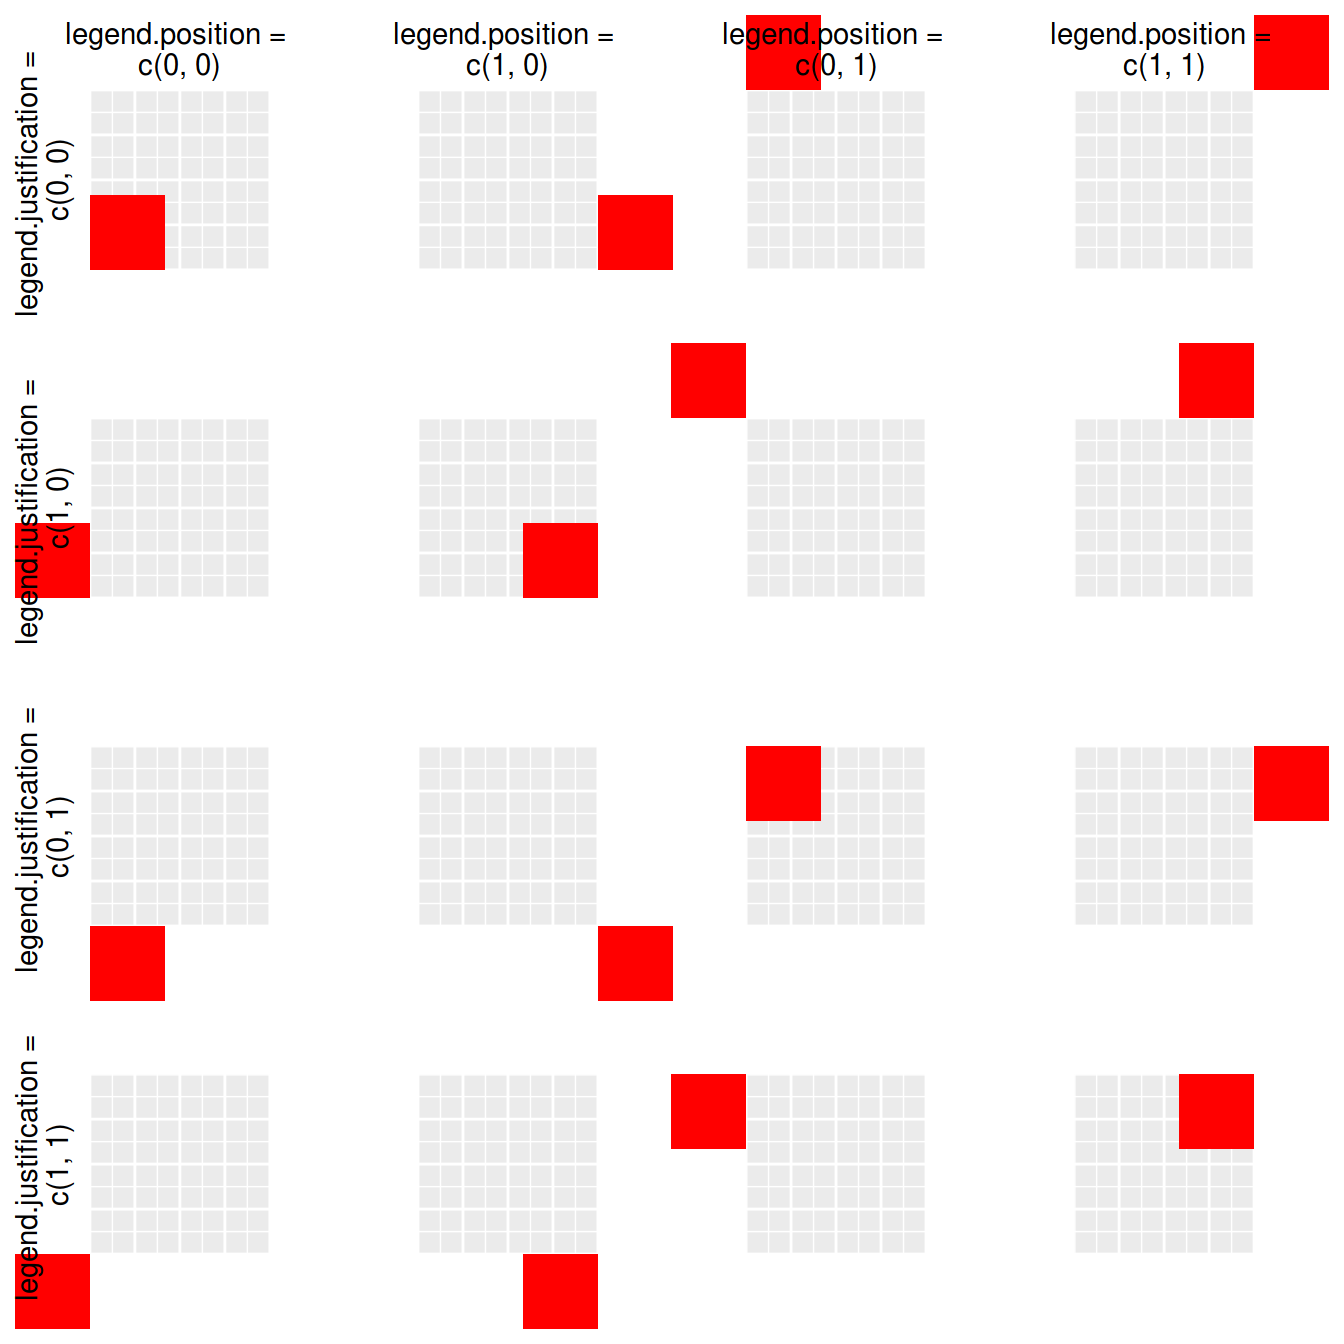 legend.position =
c(0, 0)
legend.position =
c(1, 0)
legend.position =
c(0, 1)
legend.position =
c(1, 1)
legend.justification =
c(0, 0)
legend.justification =
c(1, 0)
legend.justification =
c(0, 1)
legend.justification =
c(1, 1)